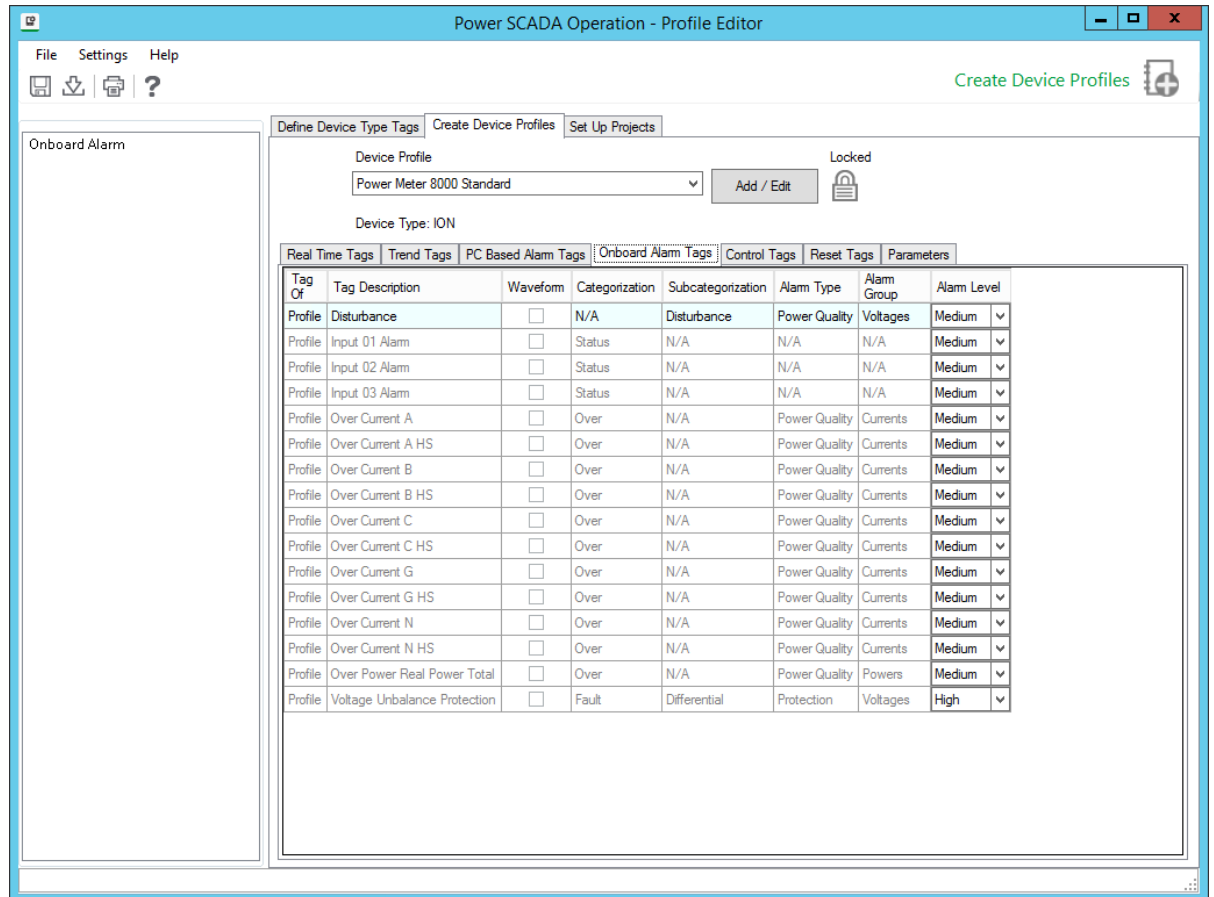 Power SCADA Operation - Profile Editor
File Settings Help
?
Create Device Profiles
Onboard Alarm
Define Device Type Tags Create Device Profiles Set Up Projects
Device Profile Locked
Power Meter 8000 Standard Add / Edit
Device Type: ION
Real Time Tags Trend Tags PC Based Alarm Tags Onboard Alarm Tags Control Tags Reset Tags Parameters
Tag Of Tag Description Waveform Categorization Subcategorization Alarm Type Alarm Group Alarm Level
Profile Disturbance N/A Disturbance Power Quality Voltages Medium
Profile Input 01 Alarm Status N/A N/A N/A Medium
Profile Input 02 Alarm Status N/A N/A N/A Medium
Profile Input 03 Alarm Status N/A N/A N/A Medium
Profile Over Current A Over N/A Power Quality Currents Medium
Profile Over Current A HS Over N/A Power Quality Currents Medium
Profile Over Current B Over N/A Power Quality Currents Medium
Profile Over Current B HS Over N/A Power Quality Currents Medium
Profile Over Current C Over N/A Power Quality Currents Medium
Profile Over Current C HS Over N/A Power Quality Currents Medium
Profile Over Current G Over N/A Power Quality Currents Medium
Profile Over Current G HS Over N/A Power Quality Currents Medium
Profile Over Current N Over N/A Power Quality Currents Medium
Profile Over Current N HS Over N/A Power Quality Currents Medium
Profile Over Power Real Power Total Over N/A Power Quality Powers Medium
Profile Voltage Unbalance Protection Fault Differential Protection Voltages High